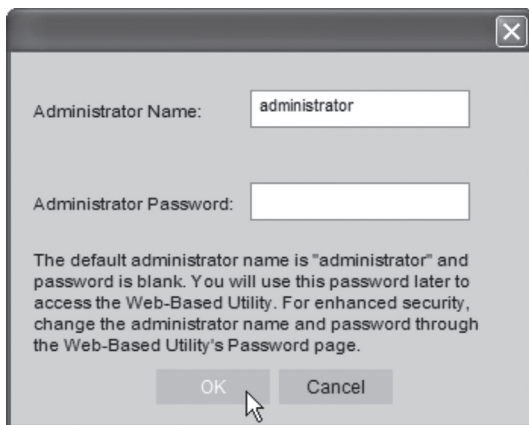 Administrator Name:
administrator
Administrator Password:
The default administrator name is "administrator" and
password is blank. You will use this password later to
access the Web-Based Utility. For enhanced security,
change the administrator name and password through
the Web-Based Utility's Password page.
OK
Cancel